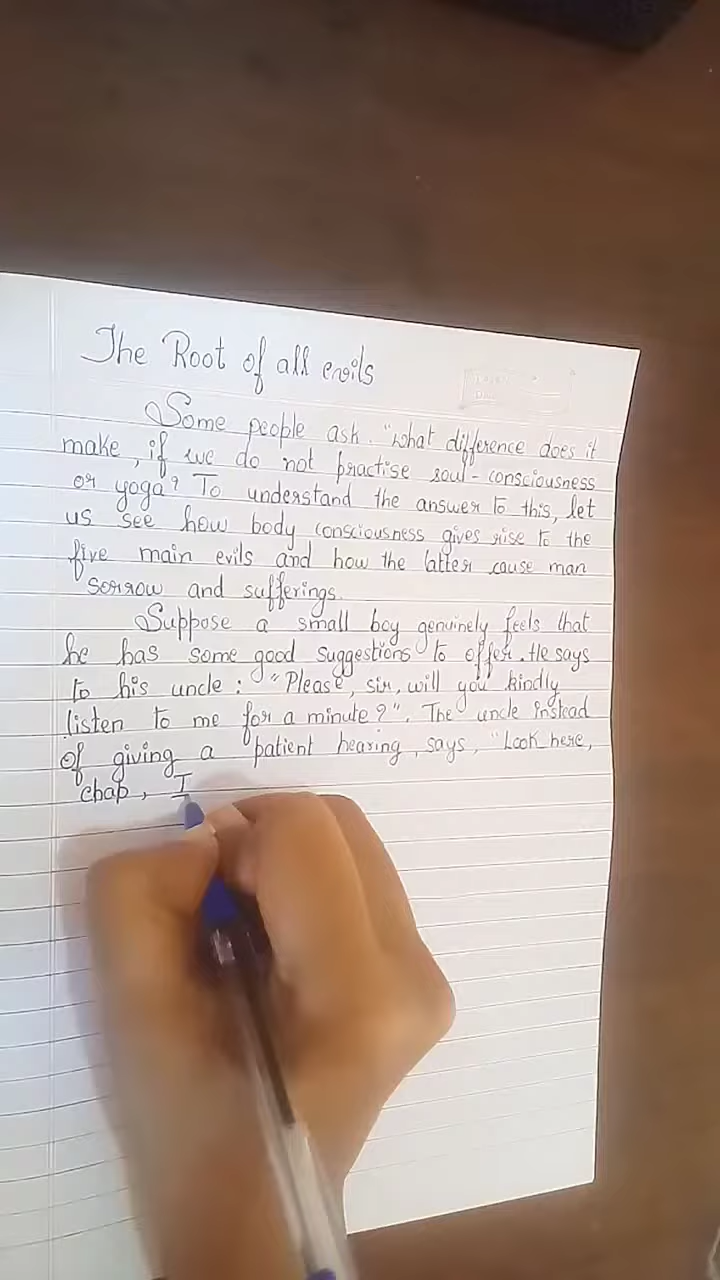 The Root of all evils
Some people ask. "what difference does it
make, if we do not practise soul-consciousness
or yoga? To understand the answer to this, let
us see how body consciousness gives rise to the
five main evils and how the latter cause man
sorrow and sufferings.
Suppose a small boy genuinely feels that
he has some good suggestions to offer. He says
to his uncle: "Please, sir, will you kindly
listen to me for a minute?". The uncle instead
of giving a patient hearing, says, "Look here,
chap, I